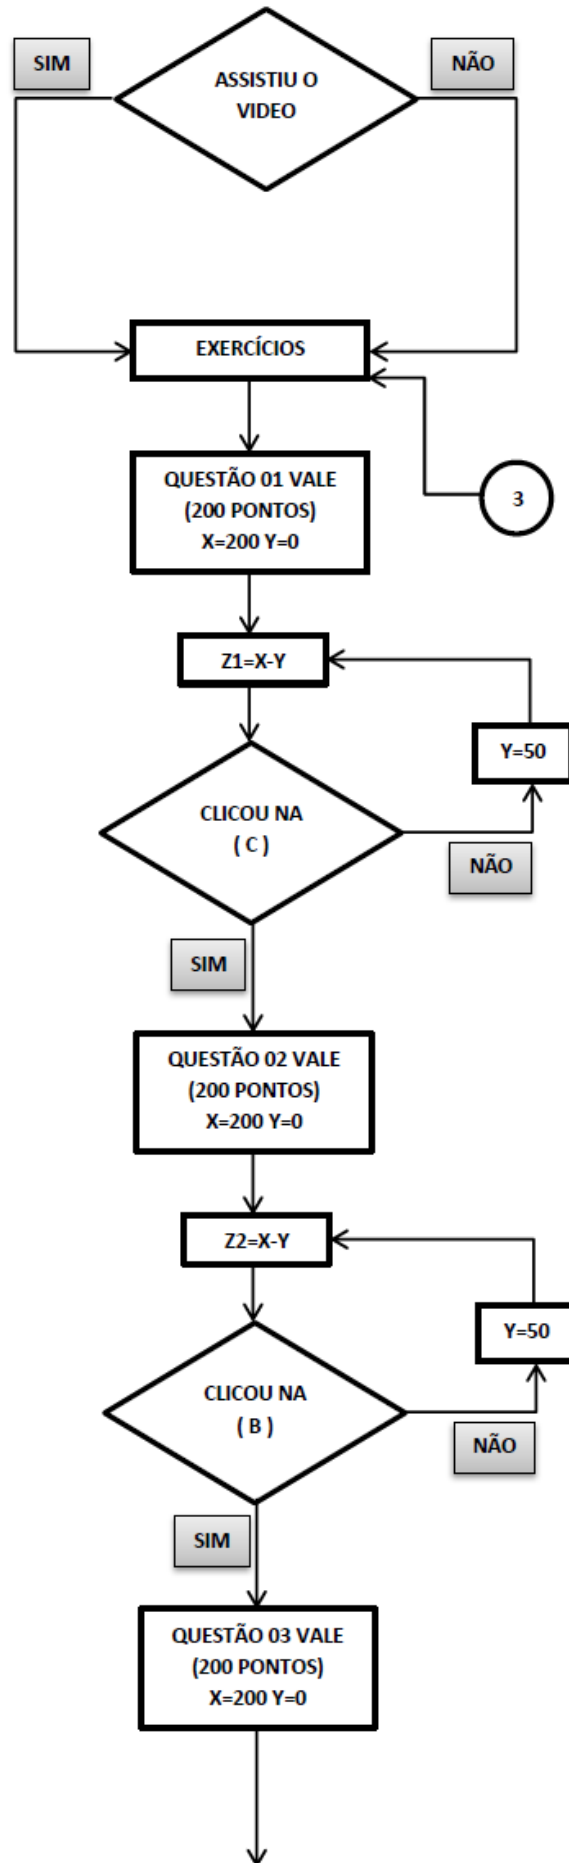 SIM
ASSISTIU O
VIDEO
NÃO
EXERCÍCIOS
QUESTÃO 01 VALE
(200 PONTOS)
X=200 Y=0
3
Z1=X-Y
Y=50
CLICOU NA
( C )
NÃO
SIM
QUESTÃO 02 VALE
(200 PONTOS)
X=200 Y=0
Z2=X-Y
Y=50
CLICOU NA
( B )
NÃO
SIM
QUESTÃO 03 VALE
(200 PONTOS)
X=200 Y=0